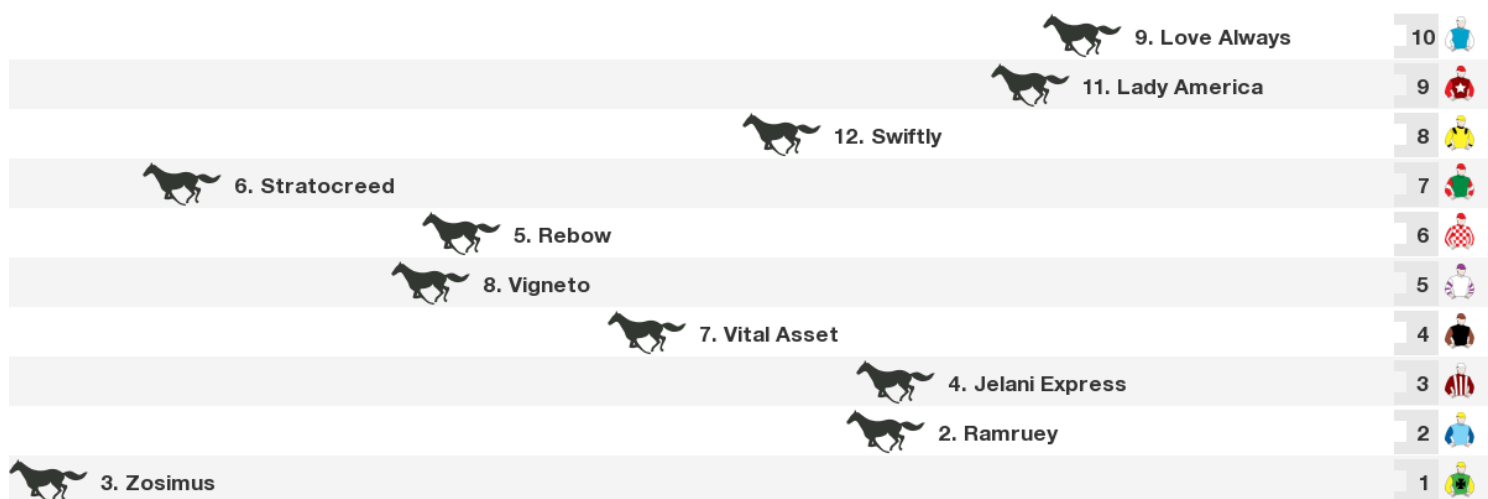 9. Love Always 10
11. Lady America 9
12. Swiftly 8
6. Stratocreed 7
5. Rebow 6
8. Vigneto 5
7. Vital Asset 4
4. Jelani Express 3
2. Ramruey 2
3. Zosimus 1